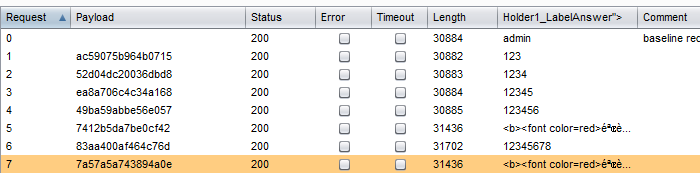 Request Payload Status Error Timeout Length Holder1_LabelAnswer"> Comment
0 200 30884 admin baseline rec
1 ac59075b964b0715 200 30882 123
2 52d04dc20036dbd8 200 30883 1234
3 ea8a706c4c34a168 200 30884 12345
4 49ba59abbe56e057 200 30885 123456
5 7412b5da7be0cf42 200 31436 <b><font color=red>
6 83aa400af464c76d 200 31702 12345678
7 7a57a5a743894a0e 200 31436 <b><font color=red>